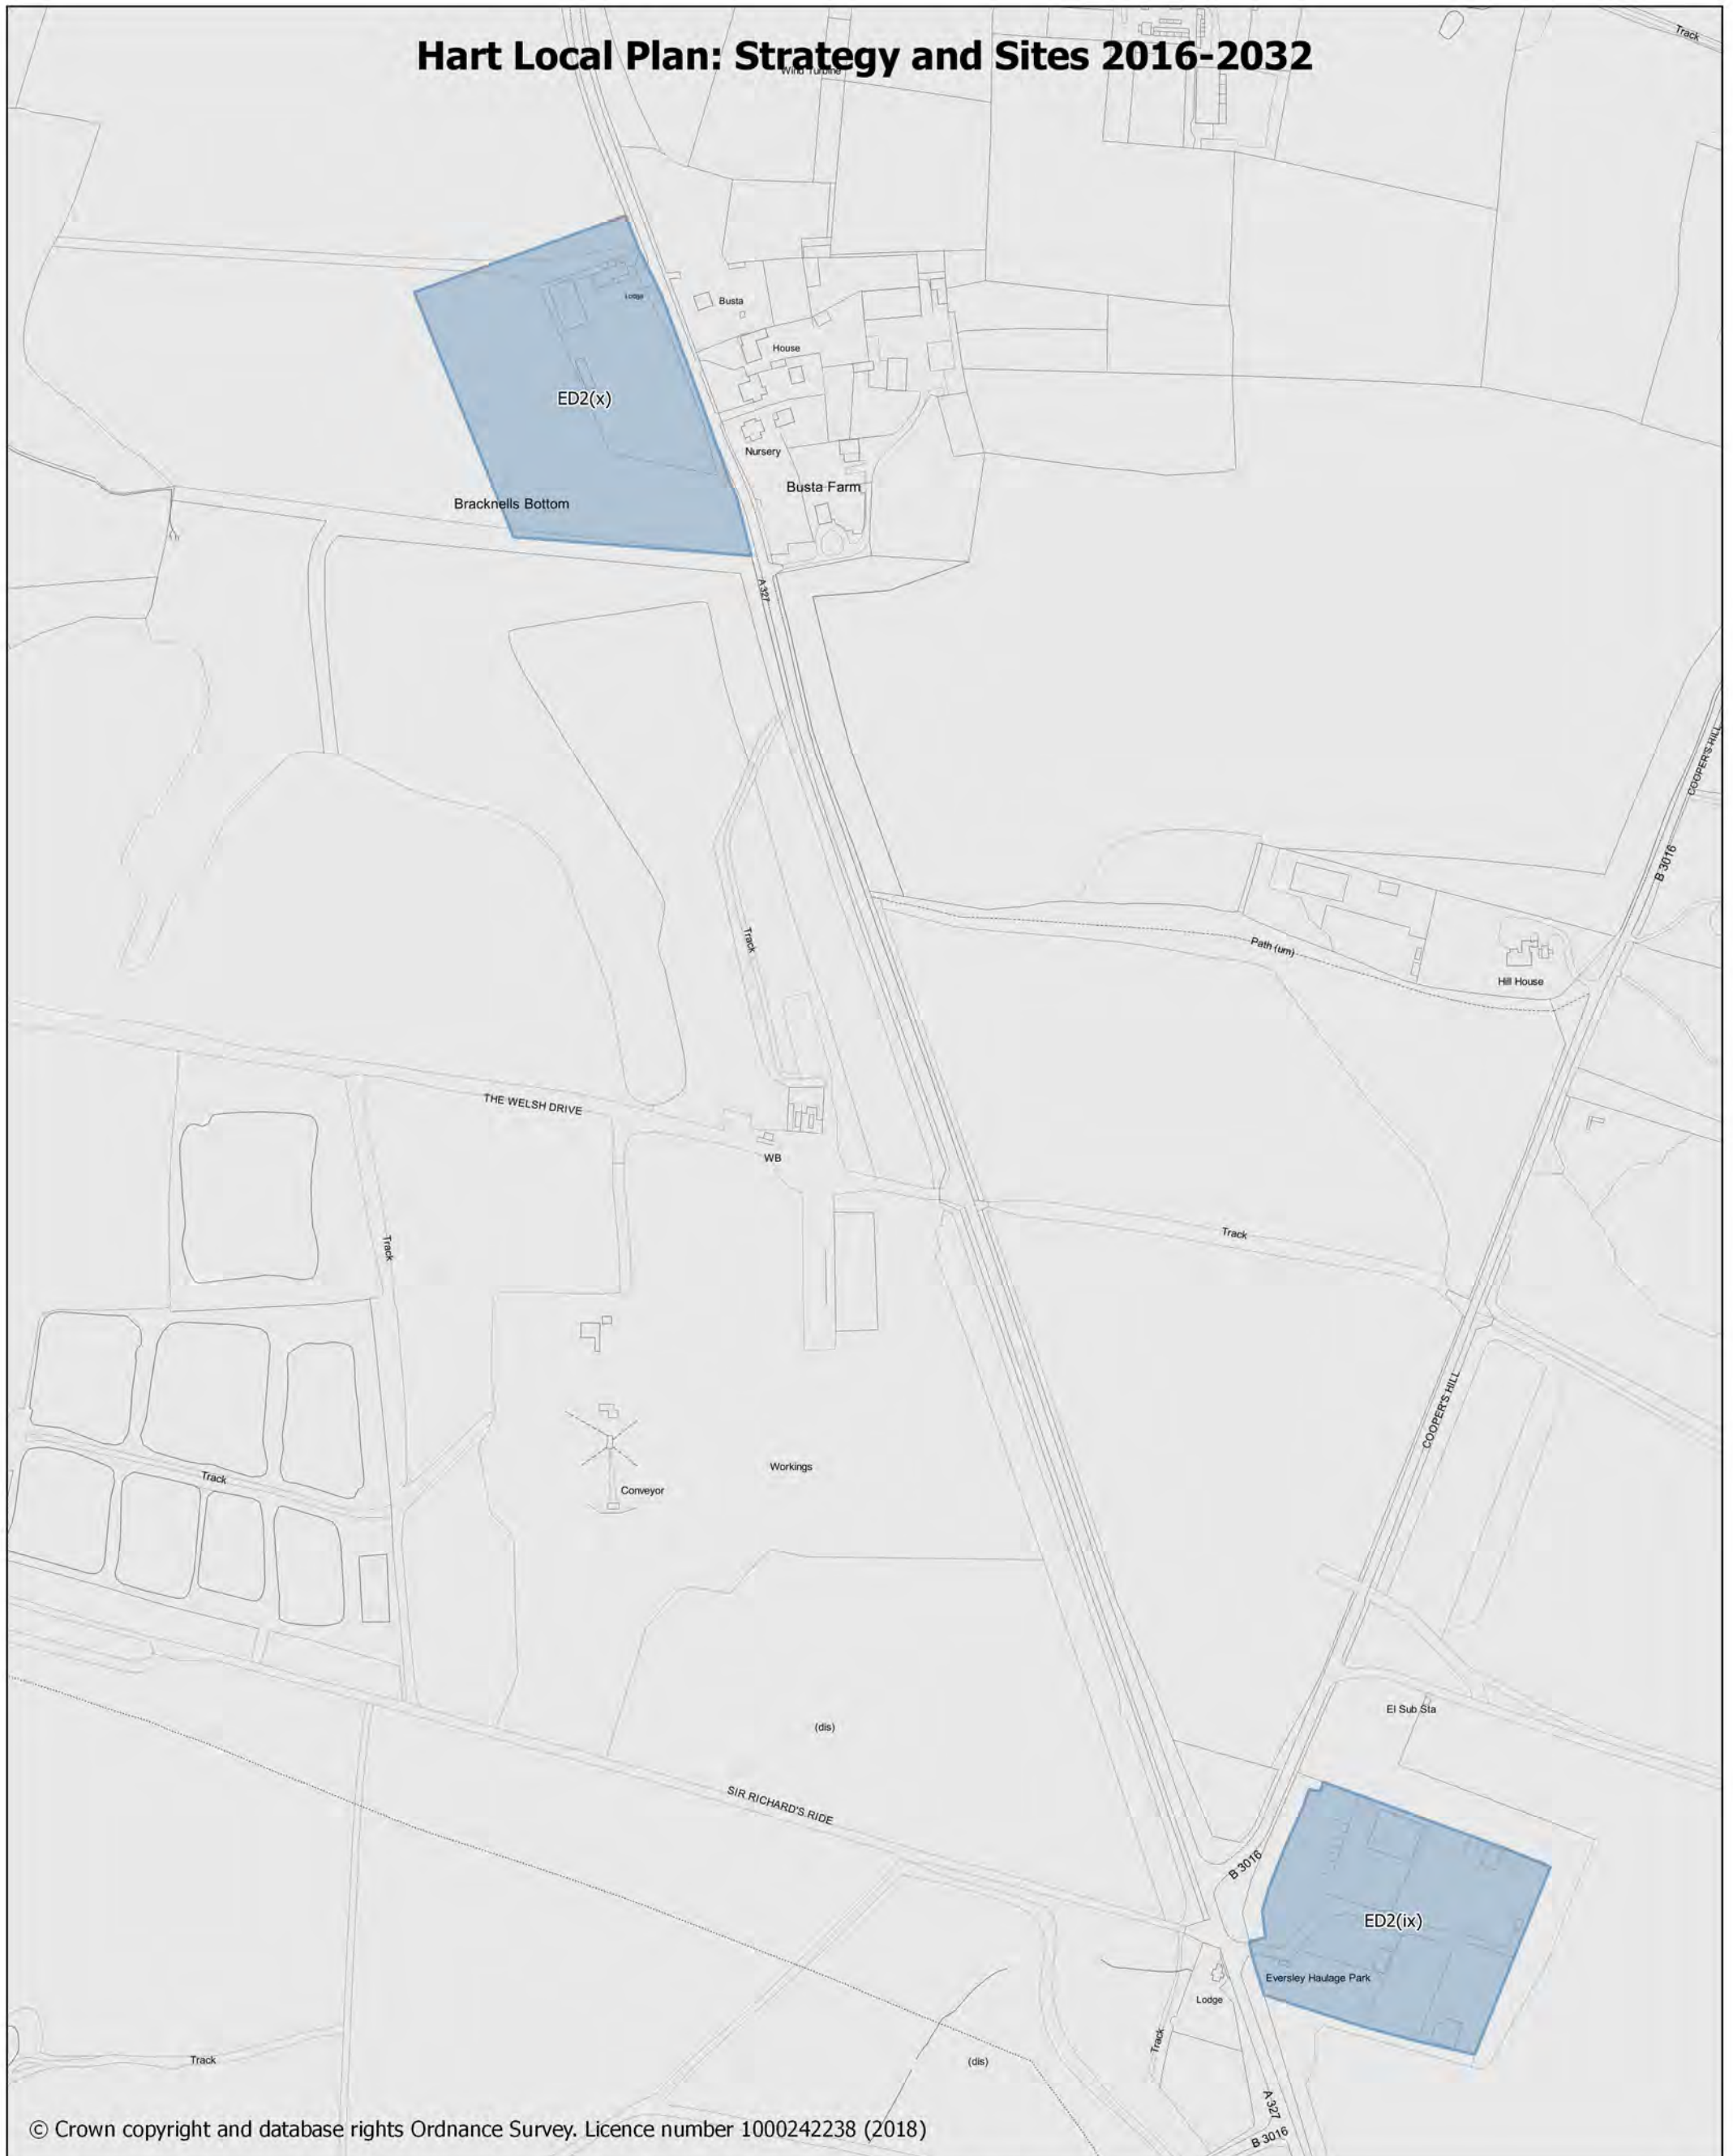 Hart Local Plan: Strategy and Sites 2016-2032
Track
Wind Turbine
Lodge
Busta
House
ED2(x)
Nursery
Busta Farm
Bracknells Bottom
A327
COOPER'S HILL
B 3016
Track
Path (um)
Hill House
THE WELSH DRIVE
WB
Track
Track
COOPER'S HILL
Workings
Track
Conveyor
El Sub Sta
(dis)
SIR RICHARD'S RIDE
B 3016
ED2(ix)
Eversley Haulage Park
Lodge
Track
Track
(dis)
A327
B 3016
© Crown copyright and database rights Ordnance Survey. Licence number 1000242238 (2018)